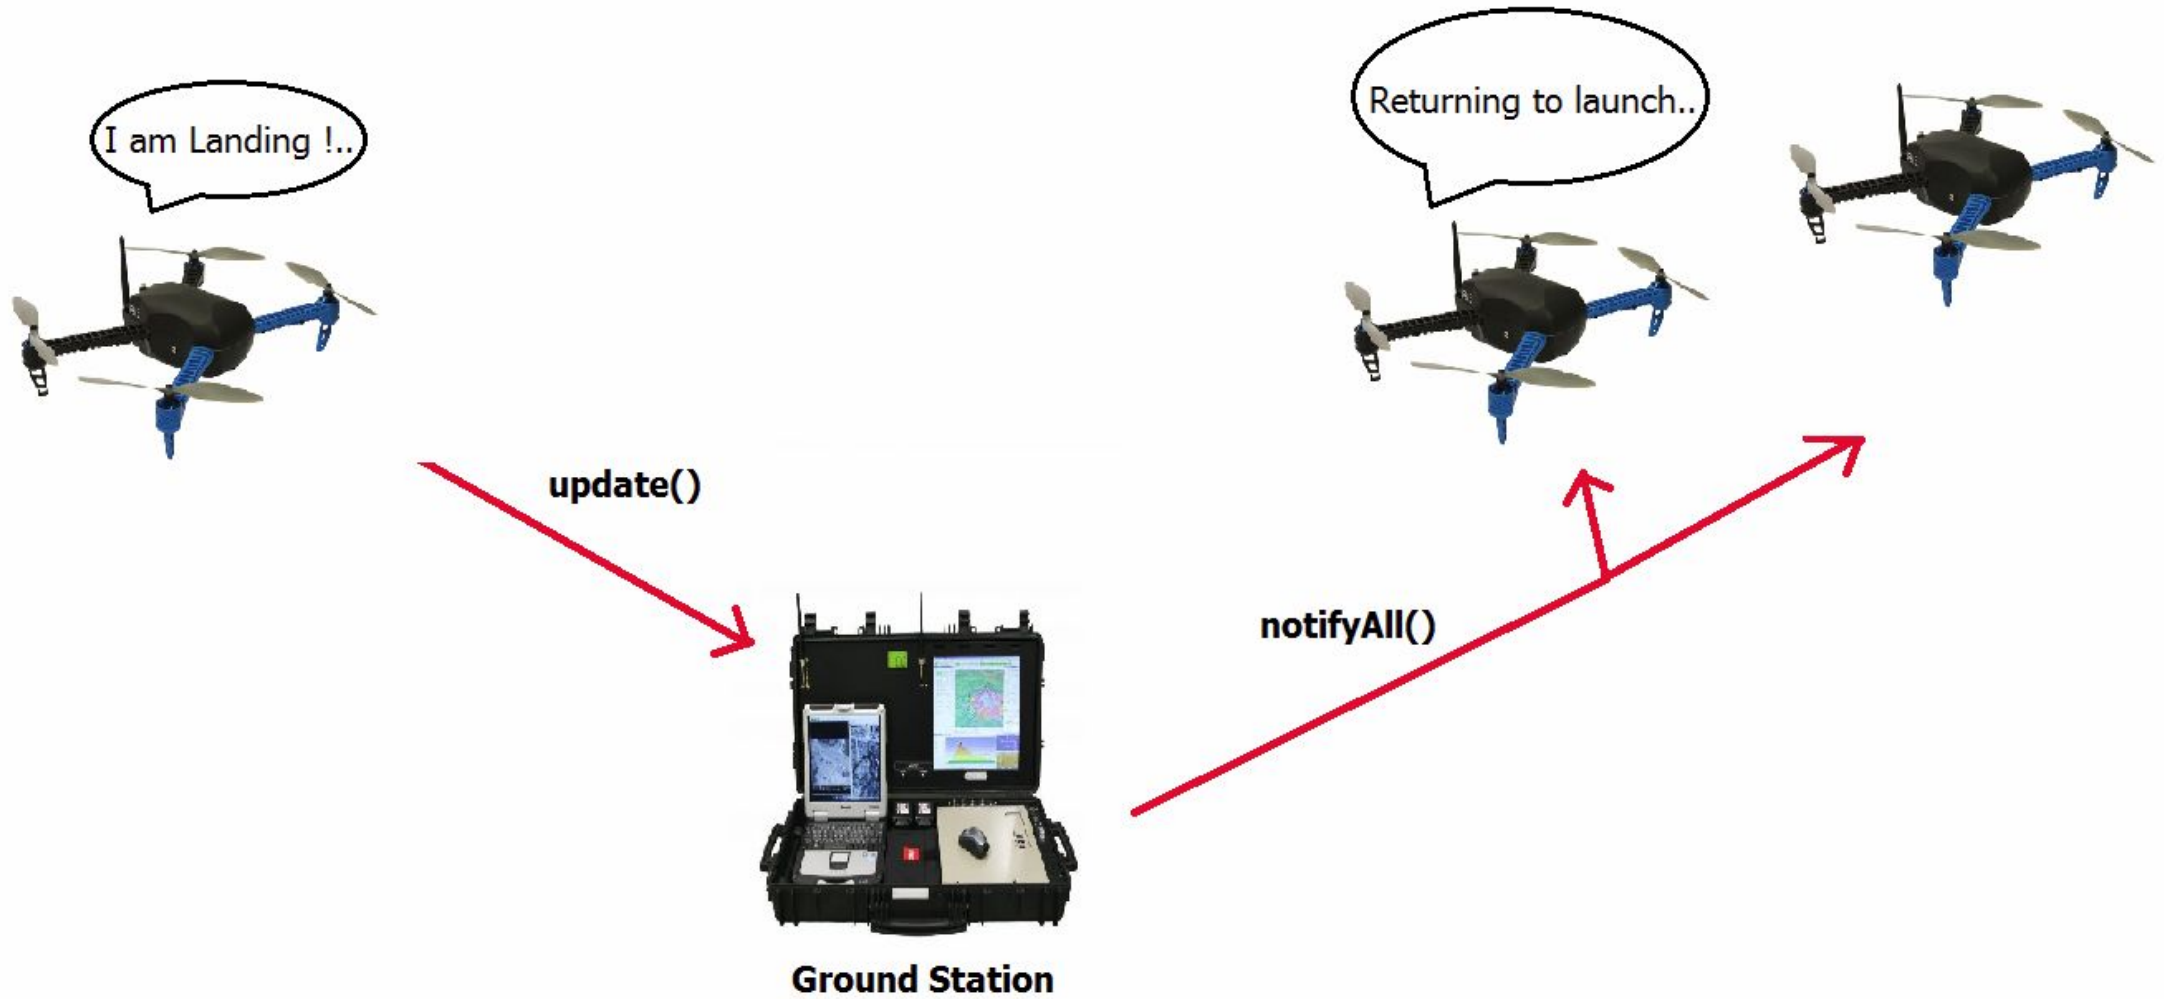 I am Landing !..
Returning to launch..
update()
notifyAll()
Ground Station